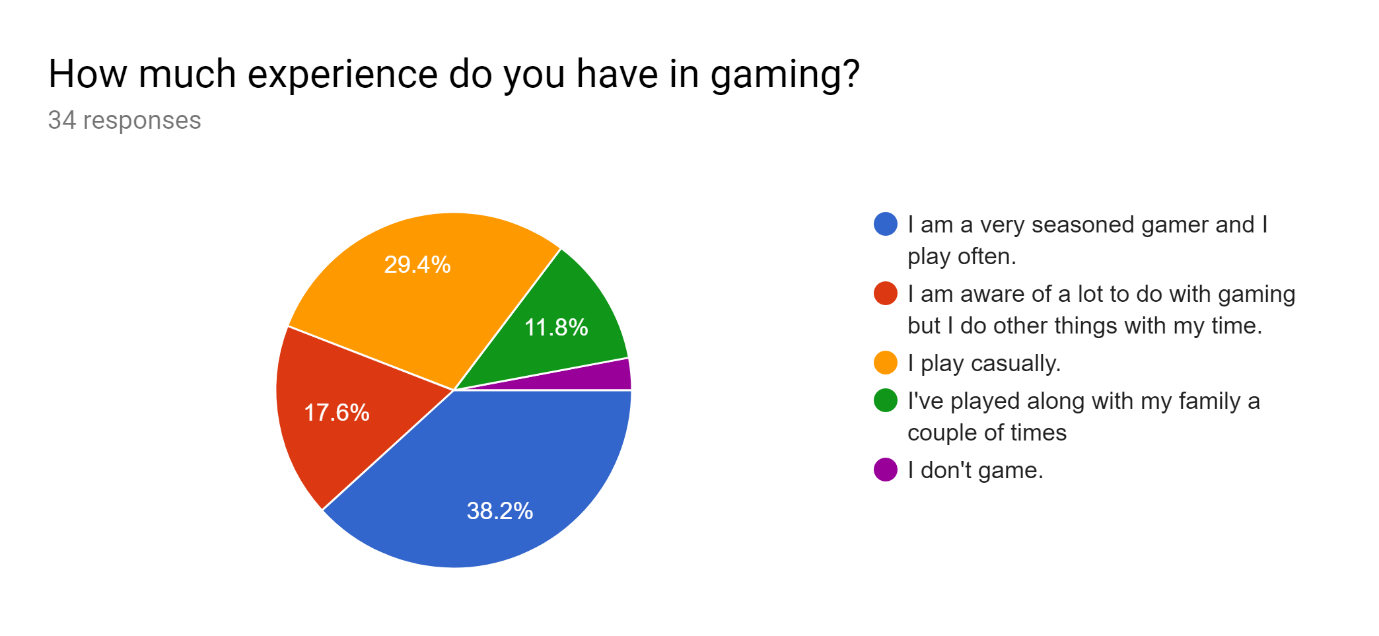 How much experience do you have in gaming?
34 responses
29.4%
11.8%
17.6%
38.2%
I am a very seasoned gamer and I
play often.
I am aware of a lot to do with gaming
but I do other things with my time.
I play casually.
I've played along with my family a
couple of times
I don't game.